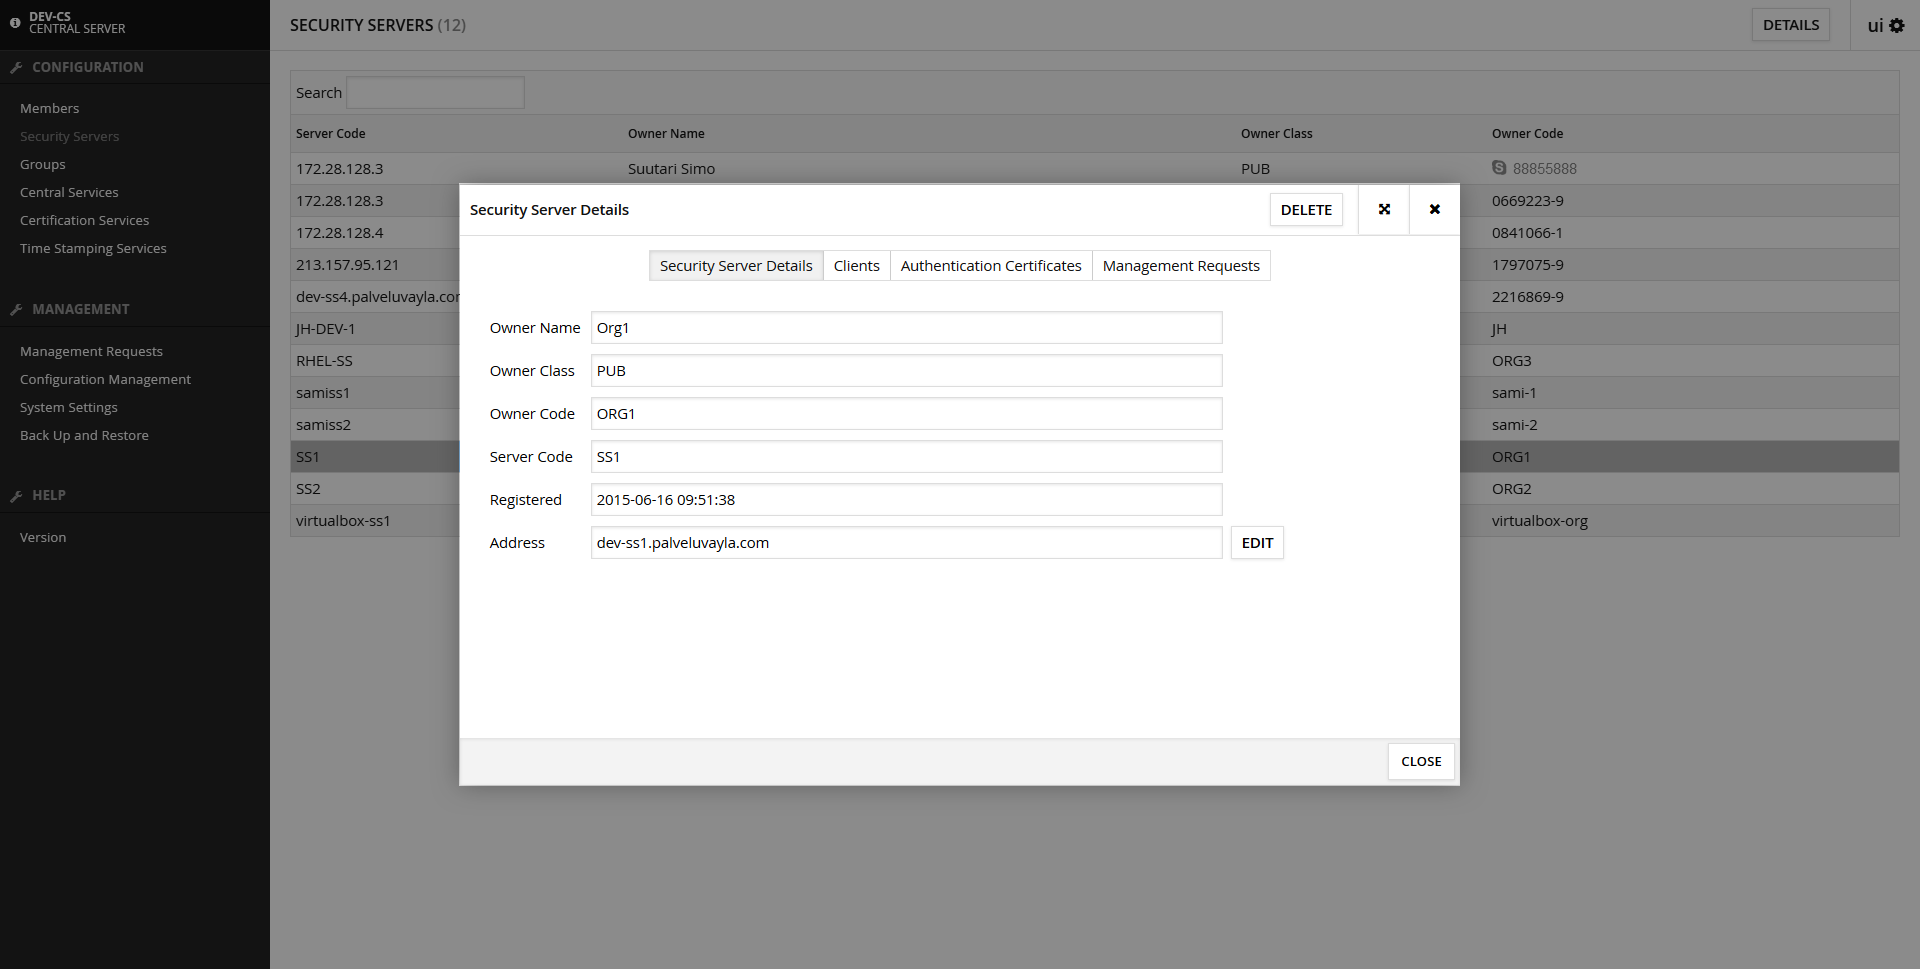 DEV-CS
CENTRAL SERVER
SECURITY SERVERS (12)
DETAILS
ui
CONFIGURATION
Members
Security Servers
Groups
Central Services
Certification Services
Time Stamping Services
MANAGEMENT
Management Requests
Configuration Management
System Settings
Back Up and Restore
HELP
Version
Search
Server Code Owner Name Owner Class Owner Code
172.28.128.3 Suutari Simo PUB 88855888
172.28.128.3 0669223-9
172.28.128.4 0841066-1
213.157.95.121 1797075-9
2216869-9
JH-DEV-1 JH
RHEL-SS ORG3
samiss1 sami-1
samiss2 sami-2
SS1 ORG1
SS2 ORG2
virtualbox-ss1 virtualbox-org
Security Server Details
DELETE
Security Server Details Clients Authentication Certificates Management Requests
Owner Name Org1
Owner Class PUB
Owner Code ORG1
Server Code SS1
Registered 2015-06-16 09:51:38
Address dev-ss1.palveluvayla.com EDIT
CLOSE